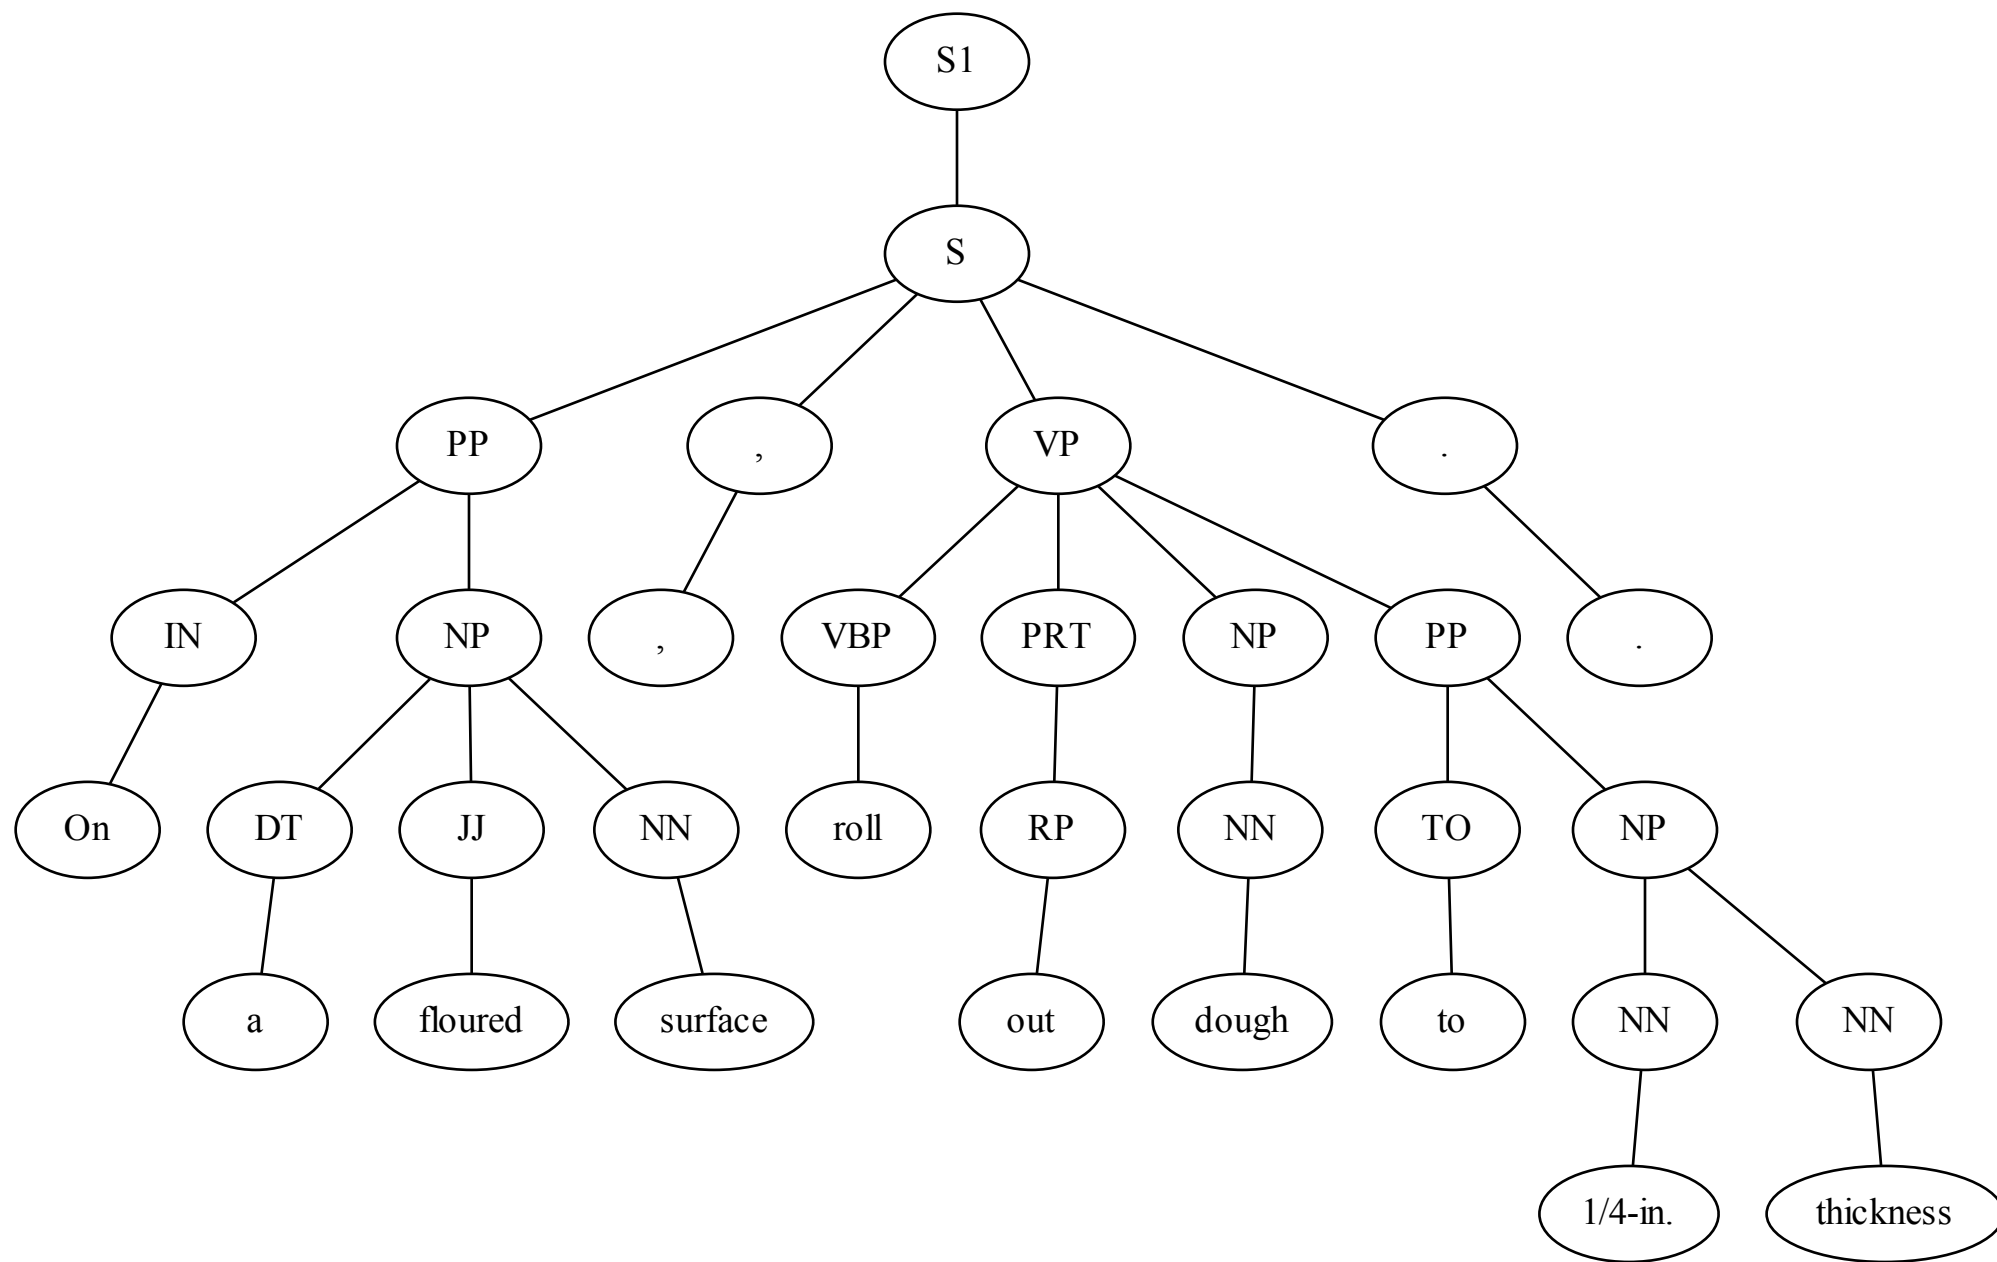 S1
S
PP , VP .
IN NP , VBP PRT NP PP .
On DT JJ NN roll RP NN TO NP
a floured surface out dough to NN NN
1/4-in. thickness